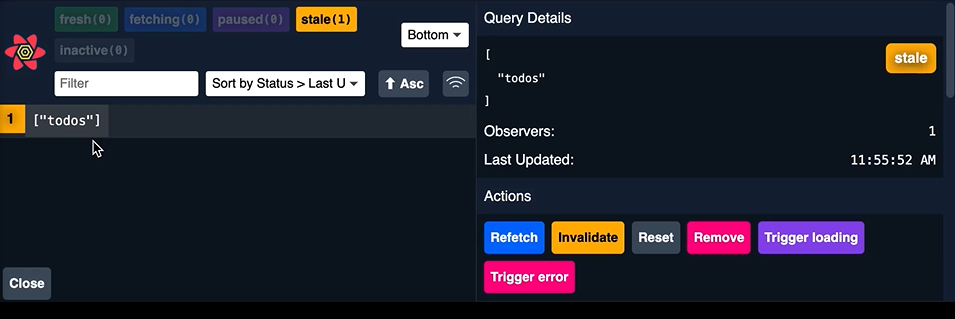 fresh(0) fetching(0) paused(0) stale(1)
inactive(0)
Bottom
Filter
Sort by Status > Last U
Asc
1 ["todos"]
Close
Query Details
[
"todos"
]
stale
Observers: 1
Last Updated: 11:55:52 AM
Actions
Refetch Invalidate Reset Remove Trigger loading
Trigger error